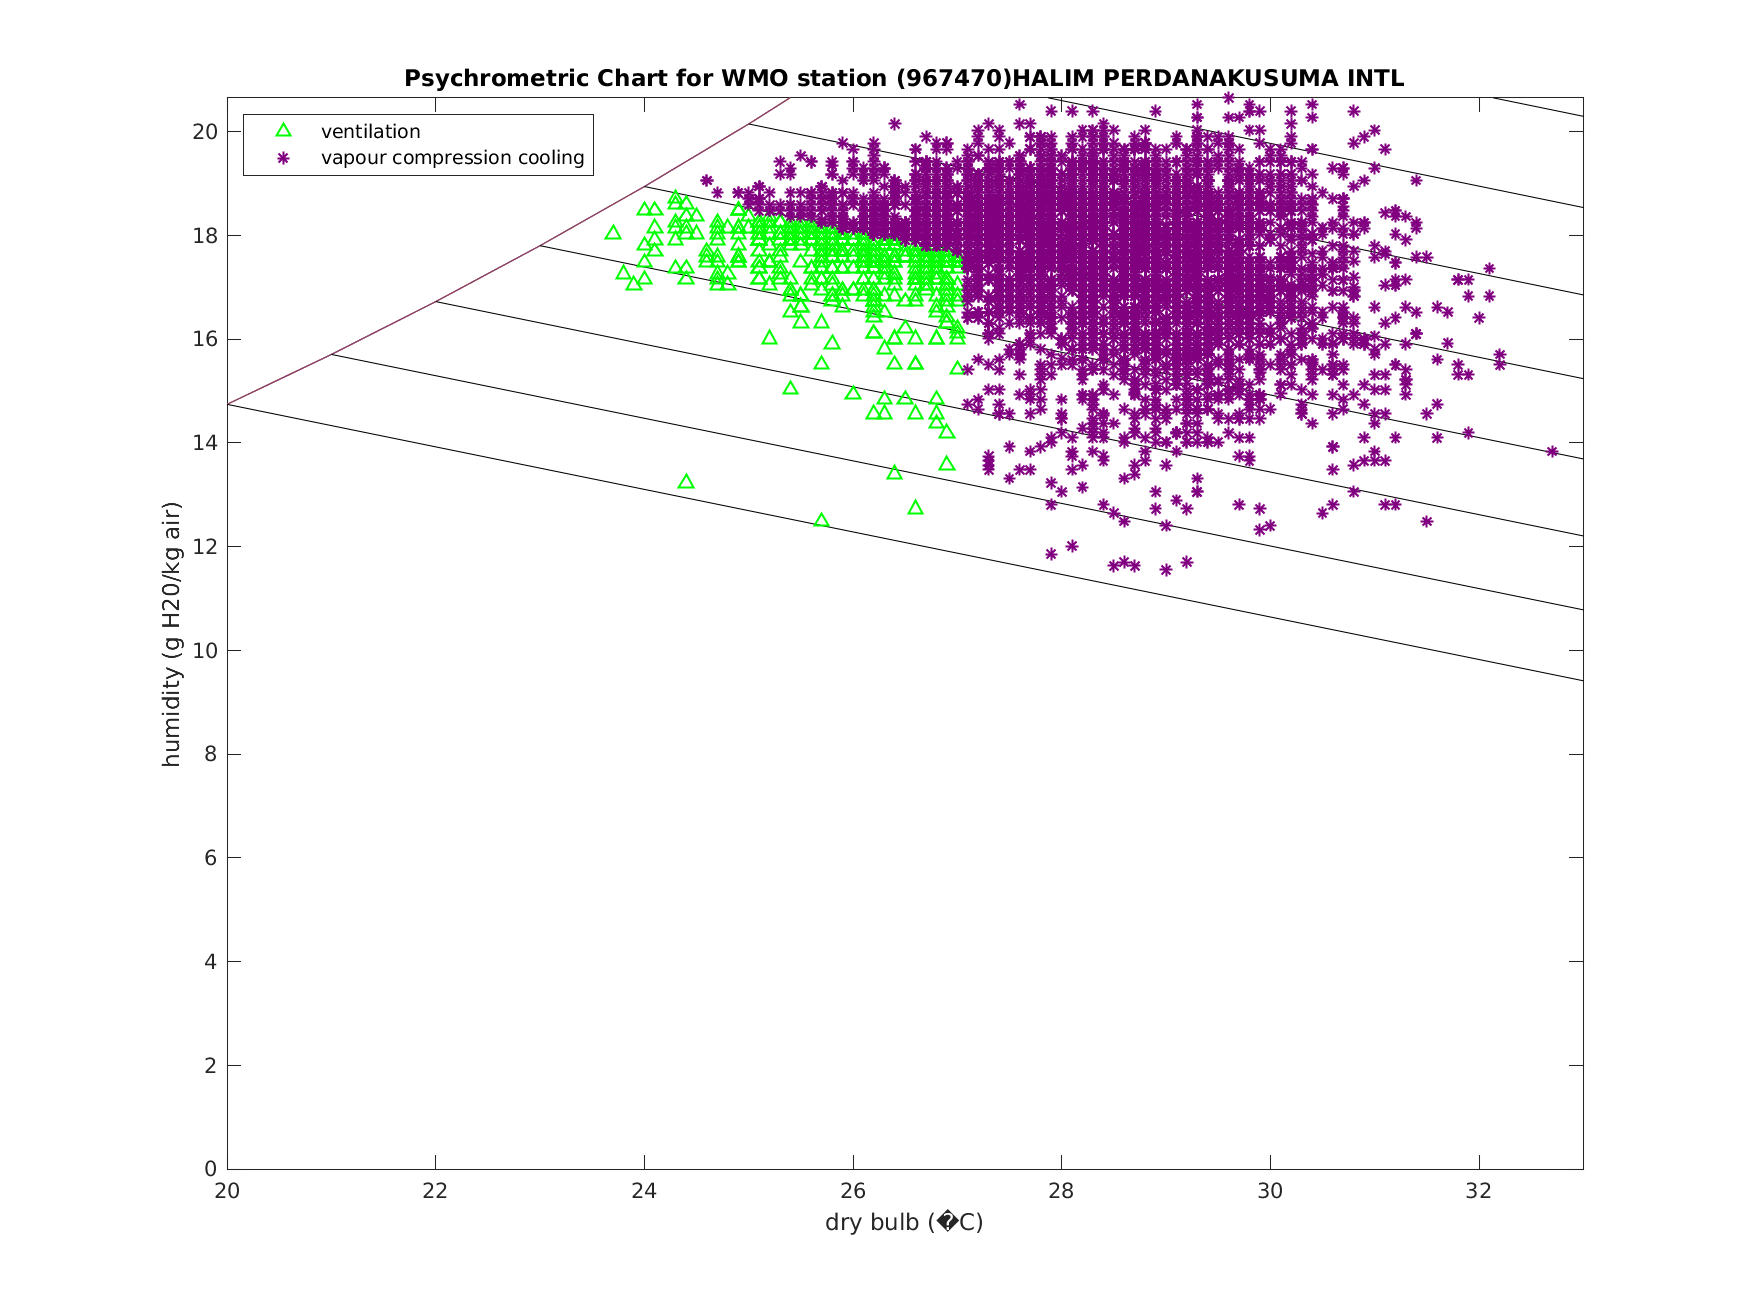 Psychrometric Chart for WMO station (967470)HALIM PERDANAKUSUMA INTL
ventilation
vapour compression cooling
humidity (g H20/kg air)
20
18
16
14
12
10
8
6
4
2
0
20 22 24 26 28 30 32
dry bulb (�C)